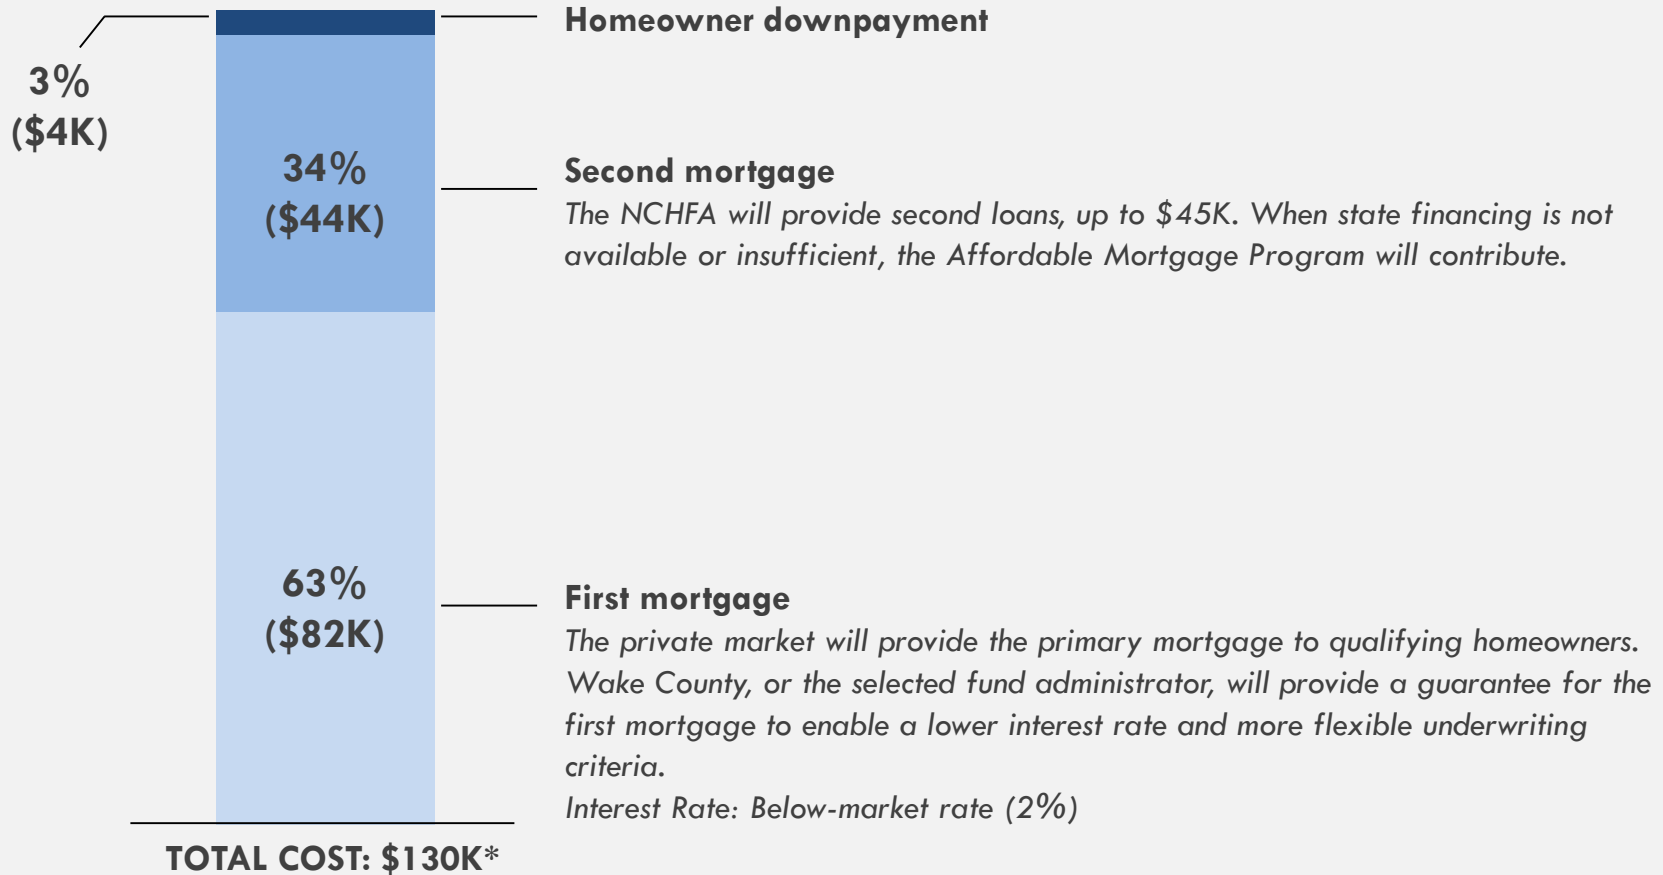 Homeowner downpayment
3%
($4K)
34%
($44K)
Second mortgage
The NCHFA will provide second loans, up to $45K. When state financing is not
available or insufficient, the Affordable Mortgage Program will contribute.
63%
($82K)
First mortgage
The private market will provide the primary mortgage to qualifying homeowners.
Wake County, or the selected fund administrator, will provide a guarantee for the
first mortgage to enable a lower interest rate and more flexible underwriting
criteria.
Interest Rate: Below-market rate (2%)
TOTAL COST: $130K*